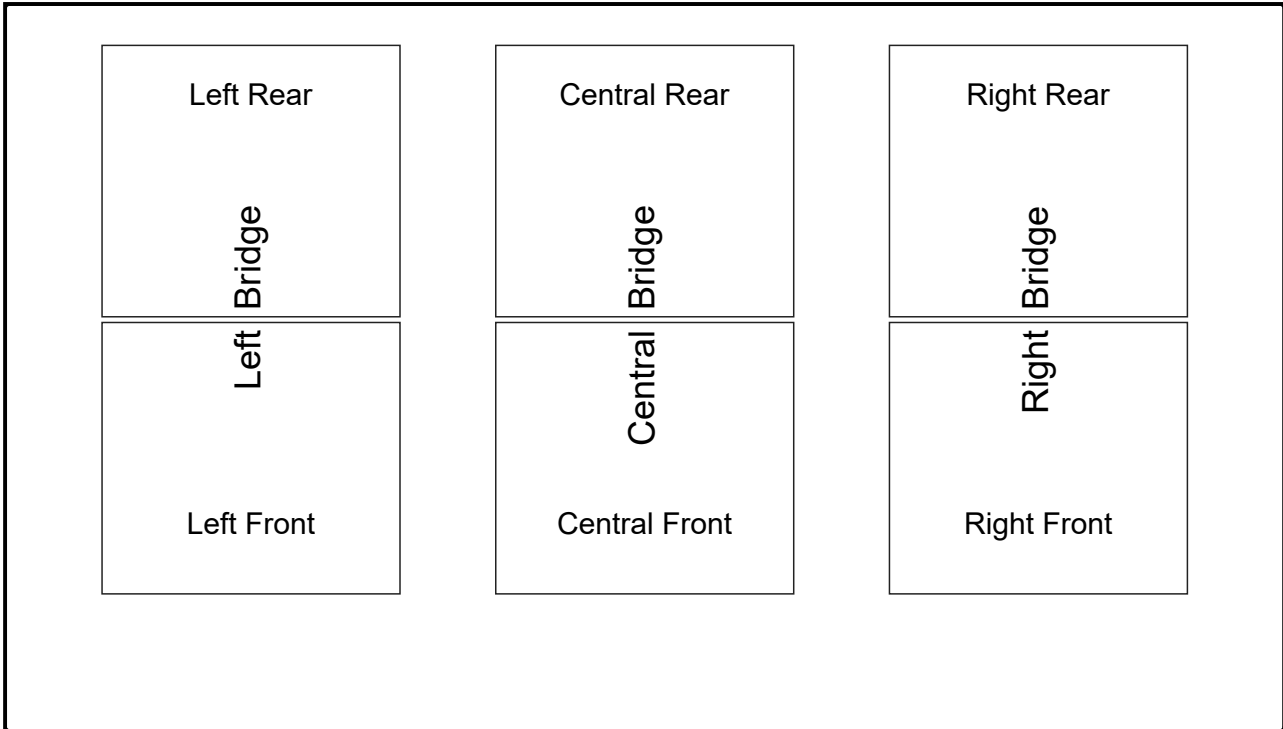 Left Rear
Central Rear
Right Rear
Left Bridge
Central Bridge
Right Bridge
Left Front
Central Front
Right Front